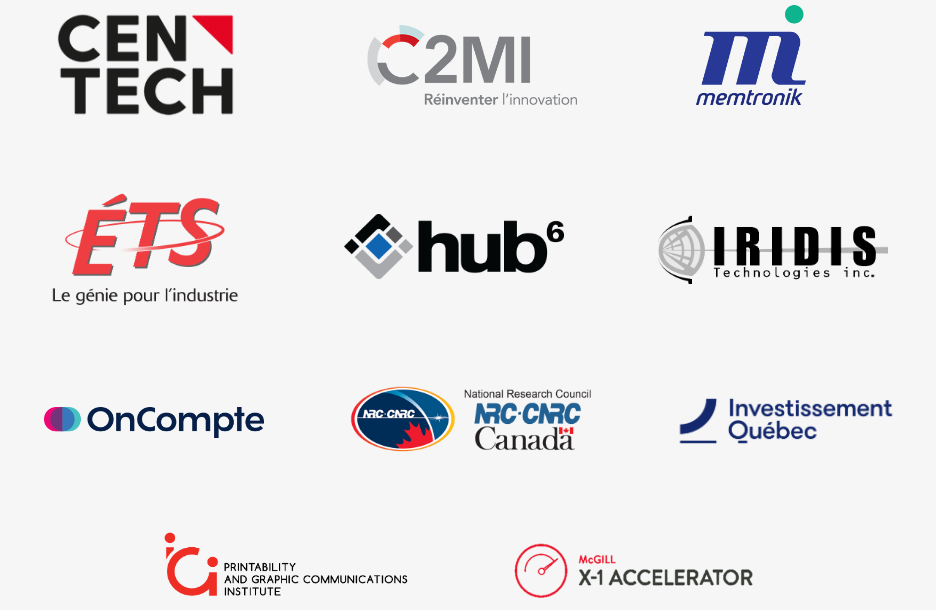 CEN
TECH
C2MI
Réinventer l'innovation
memtronik
ÉTS
Le génie pour l'industrie
hub6
IRIDIS
Technologies inc.
OnCompte
NRC·CNRC
National Research Council
NRC·CNRC
Canada
Investissement
Québec
ici
PRINTABILITY
AND GRAPHIC COMMUNICATIONS
INSTITUTE
McGILL
X-1 ACCELERATOR